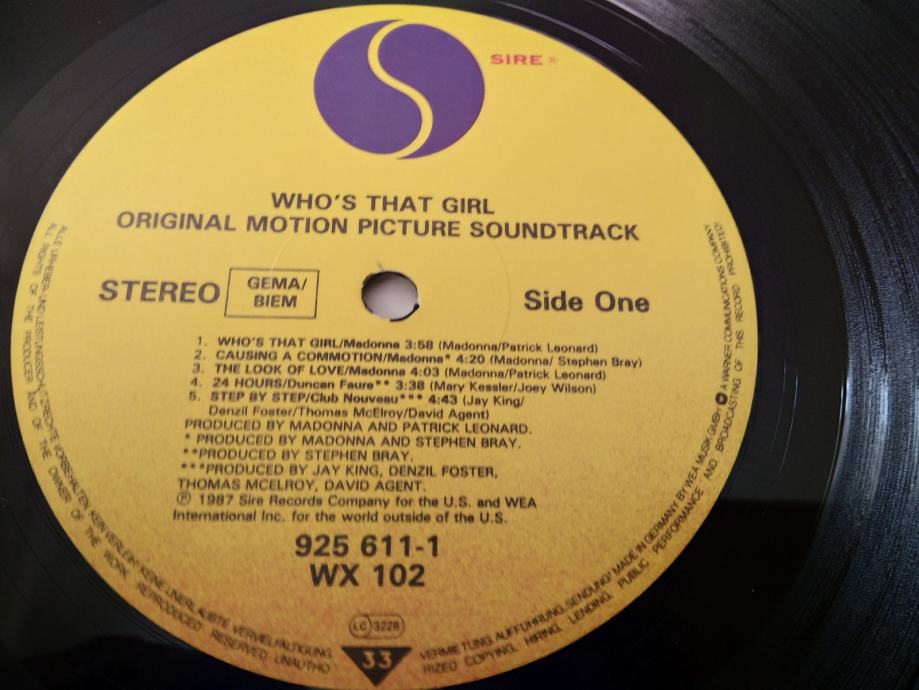 SIRE ®
WHO'S THAT GIRL
ORIGINAL MOTION PICTURE SOUNDTRACK
STEREO
GEMA/
BIEM
Side One
1. WHO'S THAT GIRL/Madonna 3:58 (Madonna/Patrick Leonard)
2. CAUSING A COMMOTION/Madonna* 4:20 (Madonna/ Stephen Bray)
3. THE LOOK OF LOVE/Madonna 4:03 (Madonna/Patrick Leonard)
4. 24 HOURS/Duncan Faure** 3:38 (Mary Kessler/Joey Wilson)
5. STEP BY STEP/Club Nouveau*** 4:43 (Jay King/
Denzil Foster/Thomas McElroy/David Agent)
PRODUCED BY MADONNA AND PATRICK LEONARD.
* PRODUCED BY MADONNA AND STEPHEN BRAY.
**PRODUCED BY STEPHEN BRAY.
***PRODUCED BY JAY KING, DENZIL FOSTER,
THOMAS MCELROY, DAVID AGENT.
℗ 1987 Sire Records Company for the U.S. and WEA
International Inc. for the world outside of the U.S.
925 611-1
WX 102
LC 3228
33
ALLE URHEBER- UND LEISTUNGSSCHUTZRECHTE VORBEHALTEN. KEIN VERLEIH! KEINE UNERLAUBTE VERVIELFÄLTIGUNG,
VERMIETUNG, AUFFÜHRUNG, SENDUNG! MADE IN GERMANY BY WEA MUSIK GMBH A WARNER COMMUNICATIONS COMPANY
ALL RIGHTS OF THE PRODUCER AND OF THE OWNER OF THE WORK REPRODUCED RESERVED UNAUTHO-
RIZED COPYING, HIRING, LENDING, PUBLIC PERFORMANCE AND BROADCASTING OF THIS RECORD PROHIBITED!